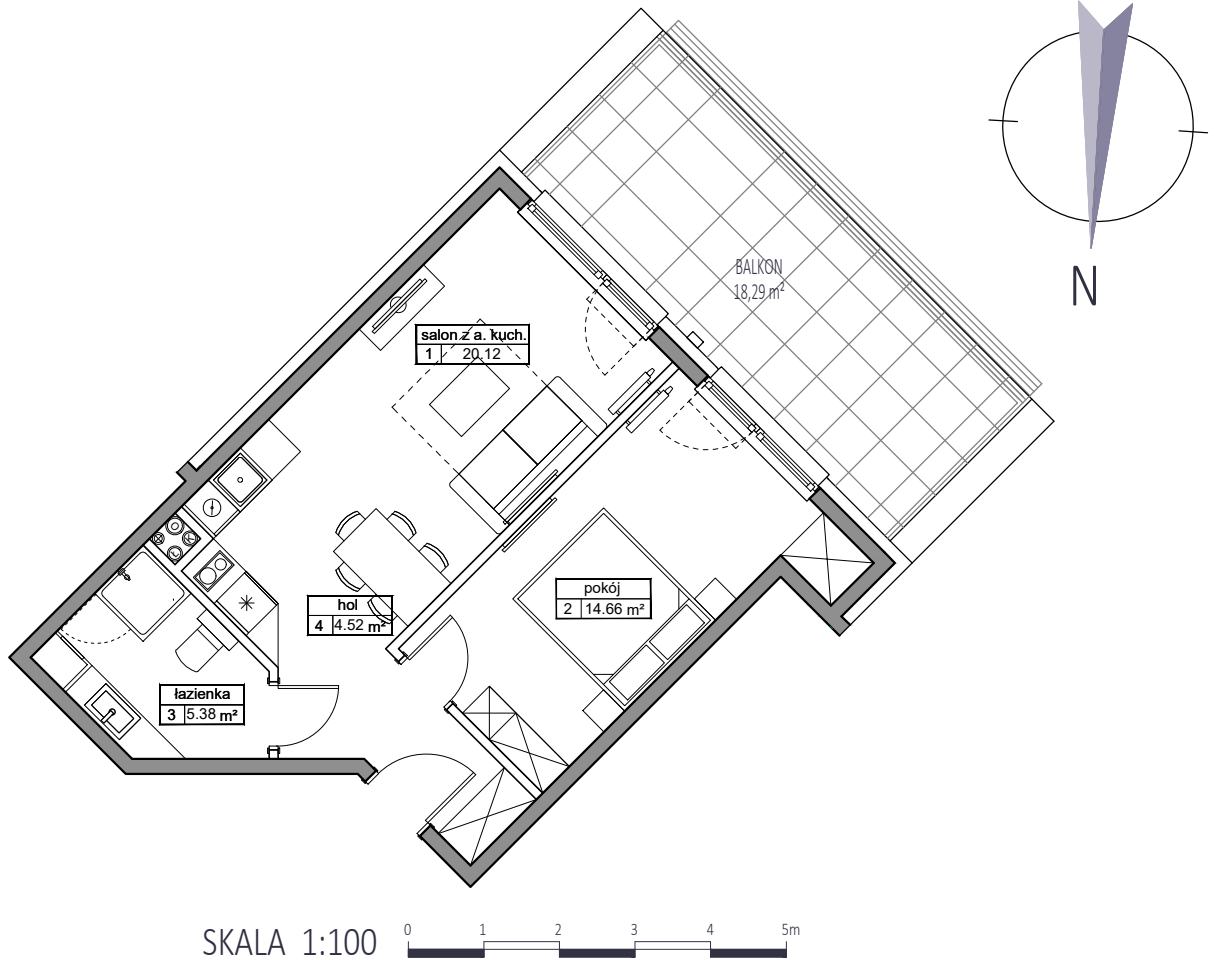 N
BALKON
18,29 m²
salon z a. kuch.
1 20.12
pokój
2 14.66 m²
hol
4 4.52 m²
łazienka
3 5.38 m²
SKALA 1:100
0 1 2 3 4 5m